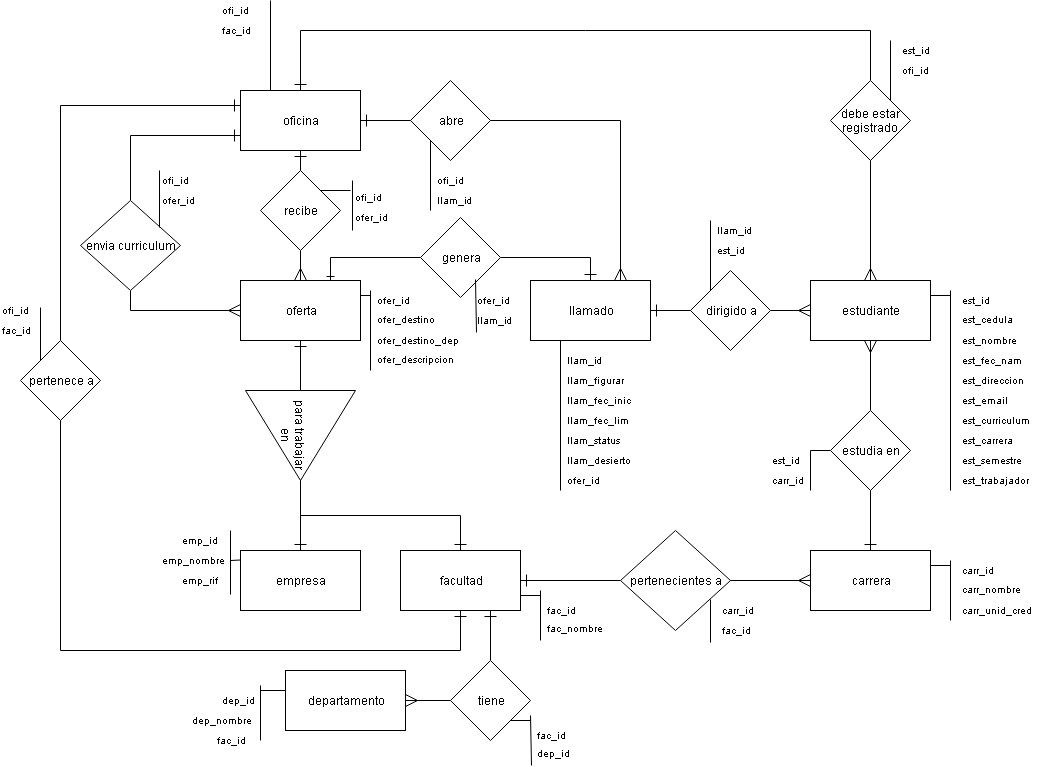 ofi_id
fac_id
est_id
ofi_id
oficina
abre
debe estar
registrado
ofi_id
ofer_id
ofi_id
llam_id
ofi_id
ofer_id
recibe
envia curriculum
genera
llam_id
est_id
ofi_id
fac_id
oferta
ofer_id
ofer_destino
ofer_destino_dep
ofer_descripcion
ofer_id
llam_id
llamado
dirigido a
estudiante
est_id
est_cedula
est_nombre
est_fec_nam
est_direccion
est_email
est_curriculum
est_carrera
est_semestre
est_trabajador
llam_id
llam_figurar
llam_fec_inic
llam_fec_lim
llam_status
llam_desierto
ofer_id
pertenece a
para trabajar
en
estudia en
est_id
carr_id
emp_id
emp_nombre
emp_rif
empresa
facultad
pertenecientes a
carrera
carr_id
carr_nombre
carr_unid_cred
fac_id
fac_nombre
carr_id
fac_id
dep_id
dep_nombre
fac_id
departamento
tiene
fac_id
dep_id